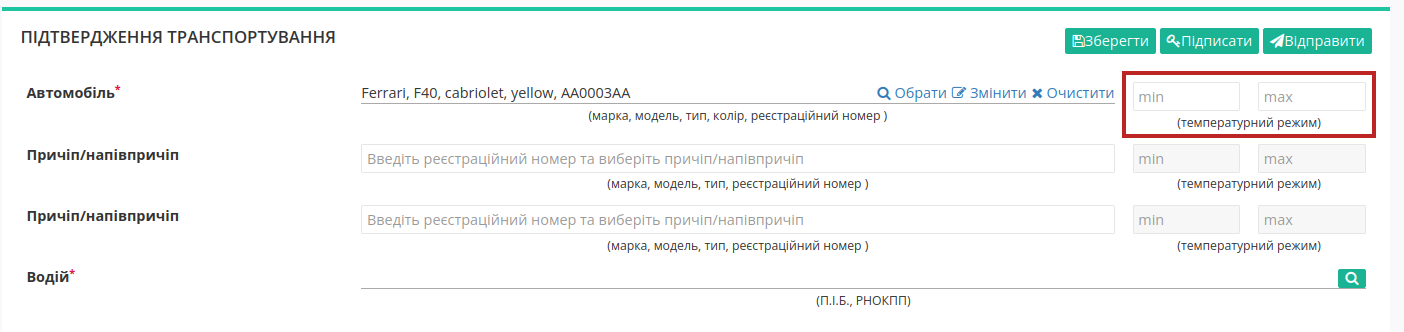 ПІДТВЕРДЖЕННЯ ТРАНСПОРТУВАННЯ
Зберегти Підписати Відправити
Автомобіль* Ferrari, F40, cabriolet, yellow, AA0003AA Обрати Змінити Очистити min max
(марка, модель, тип, колір, реєстраційний номер ) (температурний режим)
Причіп/напівпричіп Введіть реєстраційний номер та виберіть причіп/напівпричіп min max
(марка, модель, тип, реєстраційний номер ) (температурний режим)
Причіп/напівпричіп Введіть реєстраційний номер та виберіть причіп/напівпричіп min max
(марка, модель, тип, реєстраційний номер ) (температурний режим)
Водій*
(П.І.Б., РНОКПП)